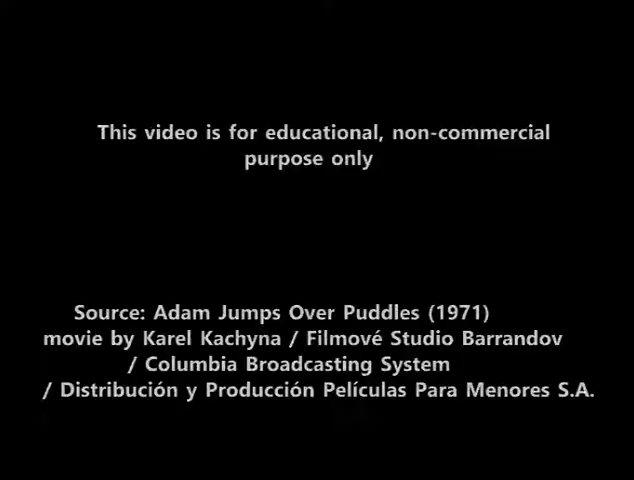 This video is for educational, non-commercial
purpose only
Source: Adam Jumps Over Puddles (1971)
movie by Karel Kachyna / Filmové Studio Barrandov
/ Columbia Broadcasting System
/ Distribución y Producción Películas Para Menores S.A.